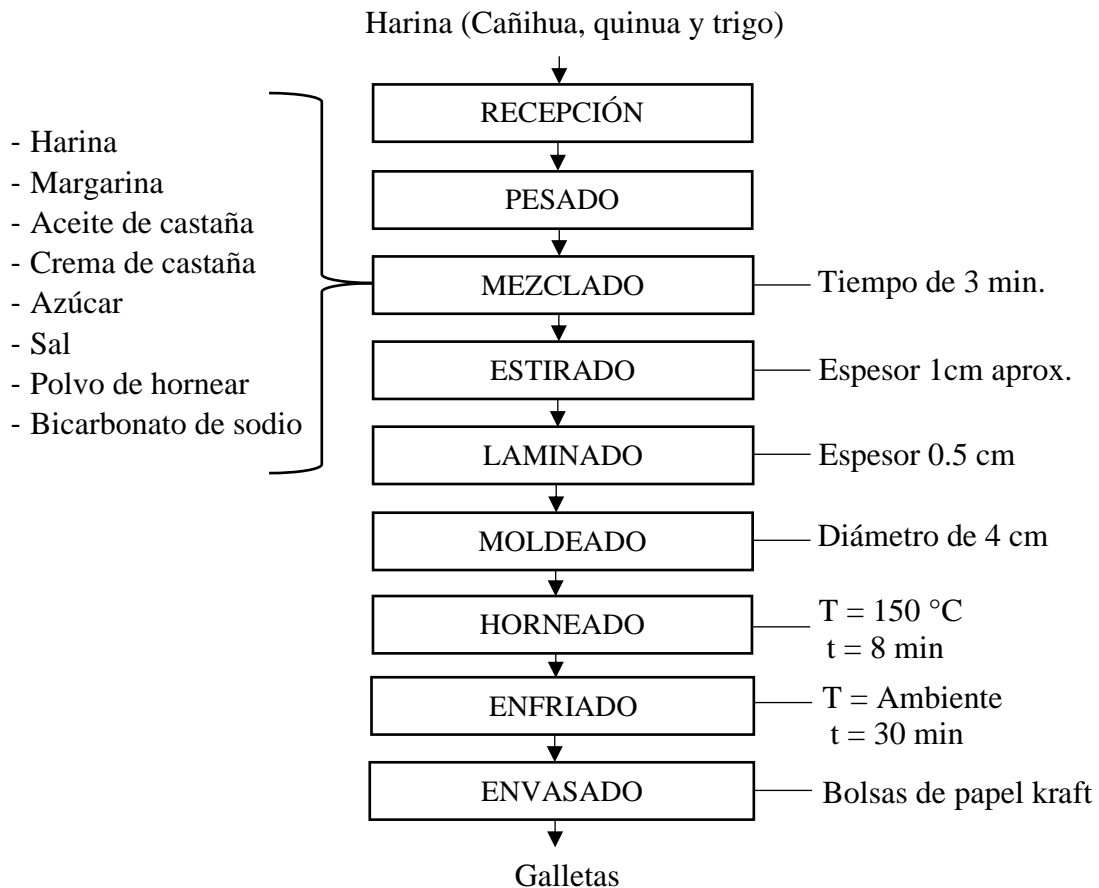 Harina (Cañihua, quinua y trigo)
RECEPCIÓN
- Harina
- Margarina
- Aceite de castaña
- Crema de castaña
- Azúcar
- Sal
- Polvo de hornear
- Bicarbonato de sodio
PESADO
MEZCLADO
Tiempo de 3 min.
ESTIRADO
Espesor 1cm aprox.
LAMINADO
Espesor 0.5 cm
MOLDEADO
Diámetro de 4 cm
HORNEADO
T = 150 °C
t = 8 min
ENFRIADO
T = Ambiente
t = 30 min
ENVASADO
Bolsas de papel kraft
Galletas